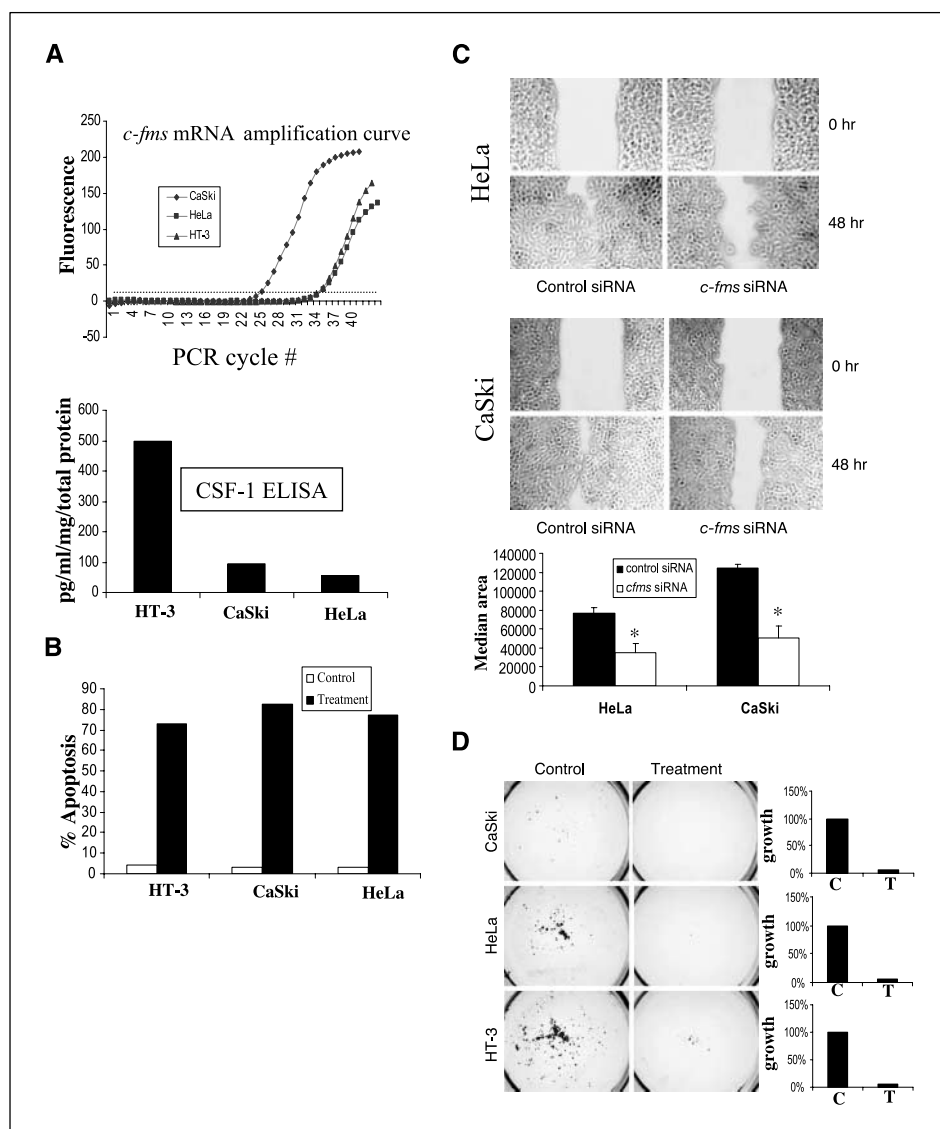 A
c-fms mRNA amplification curve
250
200
150
100
50
0
-50
Fluorescence
CaSki
HeLa
HT-3
1 4 7 10 13 16 19 22 25 28 31 34 37 40
PCR cycle #
600
500
400
300
200
100
0
pg/ml/mg/total protein
CSF-1 ELISA
HT-3 CaSki HeLa
B
90
80
70
60
50
40
30
20
10
0
% Apoptosis
Control
Treatment
HT-3 CaSki HeLa
C
HeLa
0 hr
48 hr
Control siRNA c-fms siRNA
CaSki
0 hr
48 hr
Control siRNA c-fms siRNA
140000
120000
100000
80000
60000
40000
20000
0
Median area
control siRNA
cfms siRNA
*
*
HeLa CaSki
D
Control Treatment
CaSki
growth
150%
100%
50%
0%
C T
HeLa
growth
150%
100%
50%
0%
C T
HT-3
growth
150%
100%
50%
0%
C T